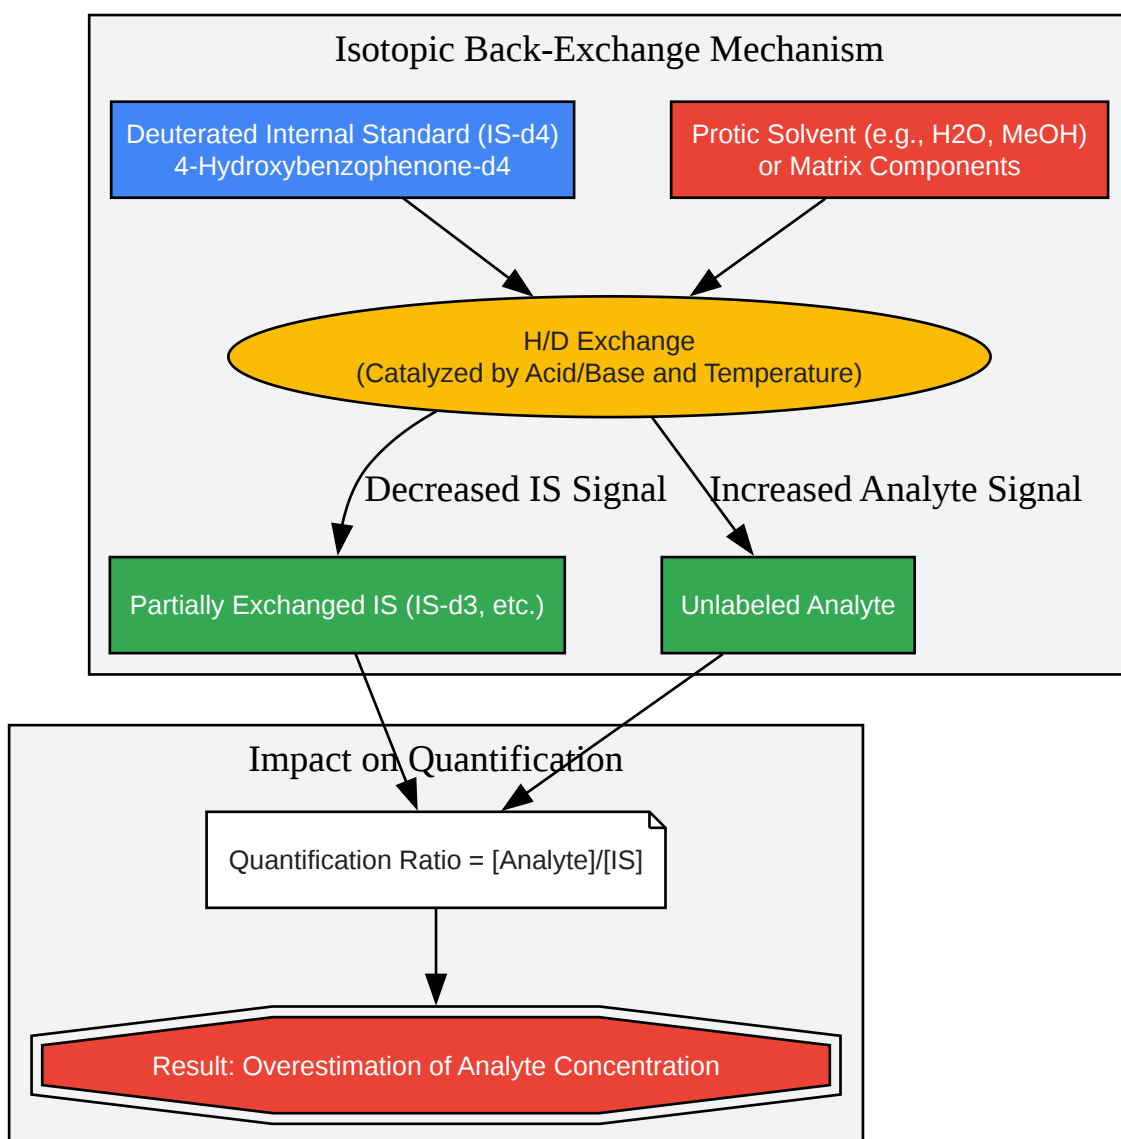 Isotopic Back-Exchange Mechanism
Deuterated Internal Standard (IS-d4)
4-Hydroxybenzophenone-d4
Protic Solvent (e.g., H2O, MeOH)
or Matrix Components
H/D Exchange
(Catalyzed by Acid/Base and Temperature)
Decreased IS Signal
Increased Analyte Signal
Partially Exchanged IS (IS-d3, etc.)
Unlabeled Analyte
Impact on Quantification
Quantification Ratio = [Analyte]/[IS]
Result: Overestimation of Analyte Concentration